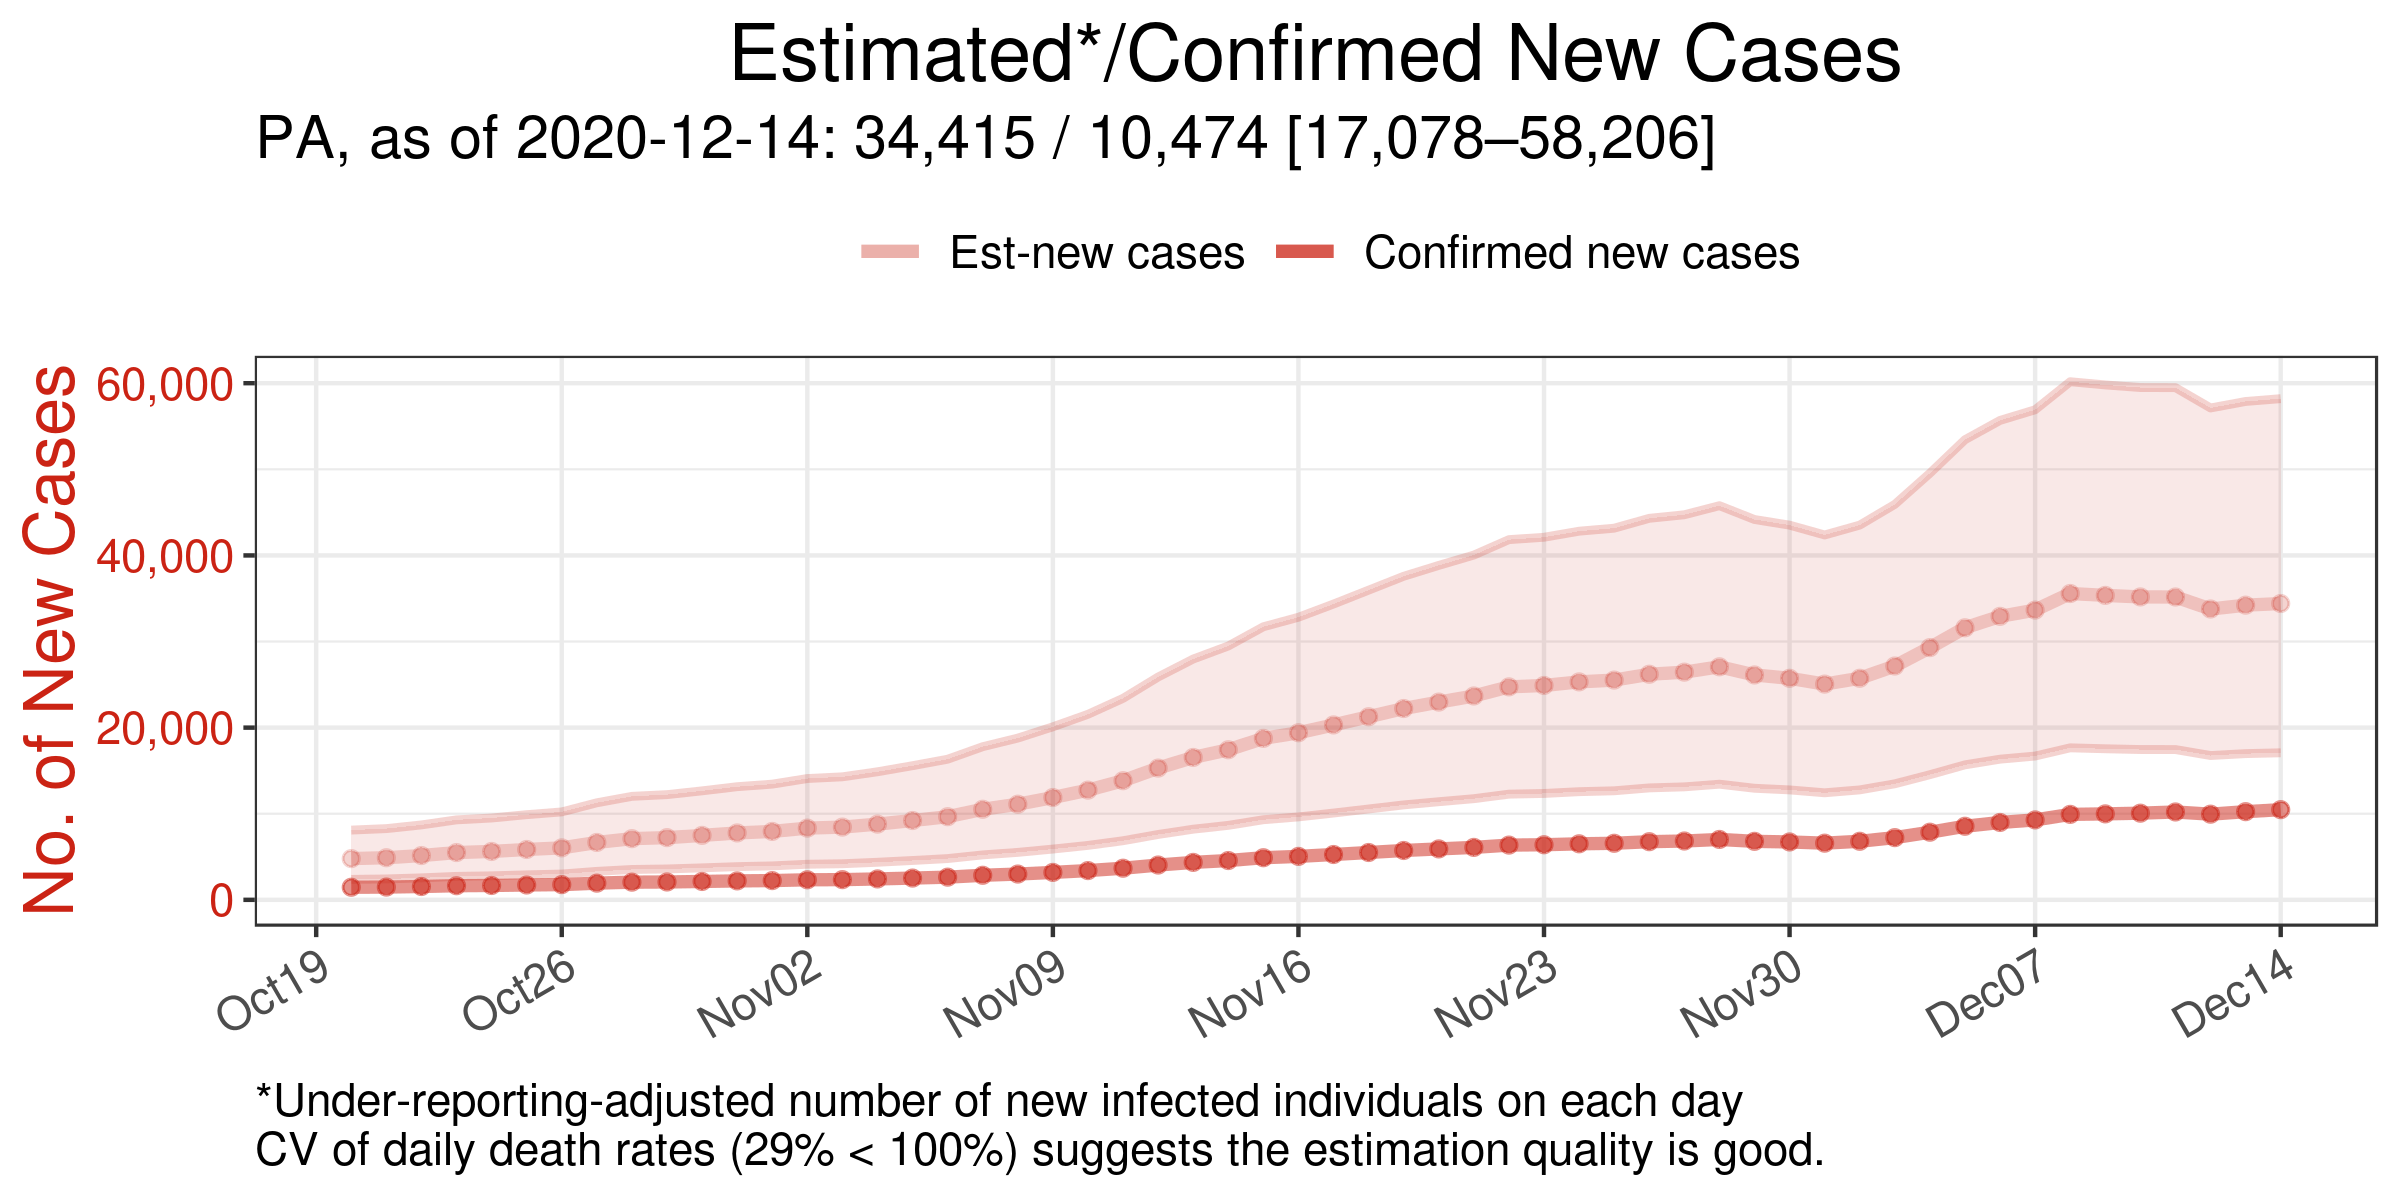 Estimated*/Confirmed New Cases
PA, as of 2020-12-14: 34,415 / 10,474 [17,078–58,206]
Est-new cases
Confirmed new cases
No. of New Cases
60,000
40,000
20,000
0
Oct19
Oct26
Nov02
Nov09
Nov16
Nov23
Nov30
Dec07
Dec14
*Under-reporting-adjusted number of new infected individuals on each day
CV of daily death rates (29% < 100%) suggests the estimation quality is good.